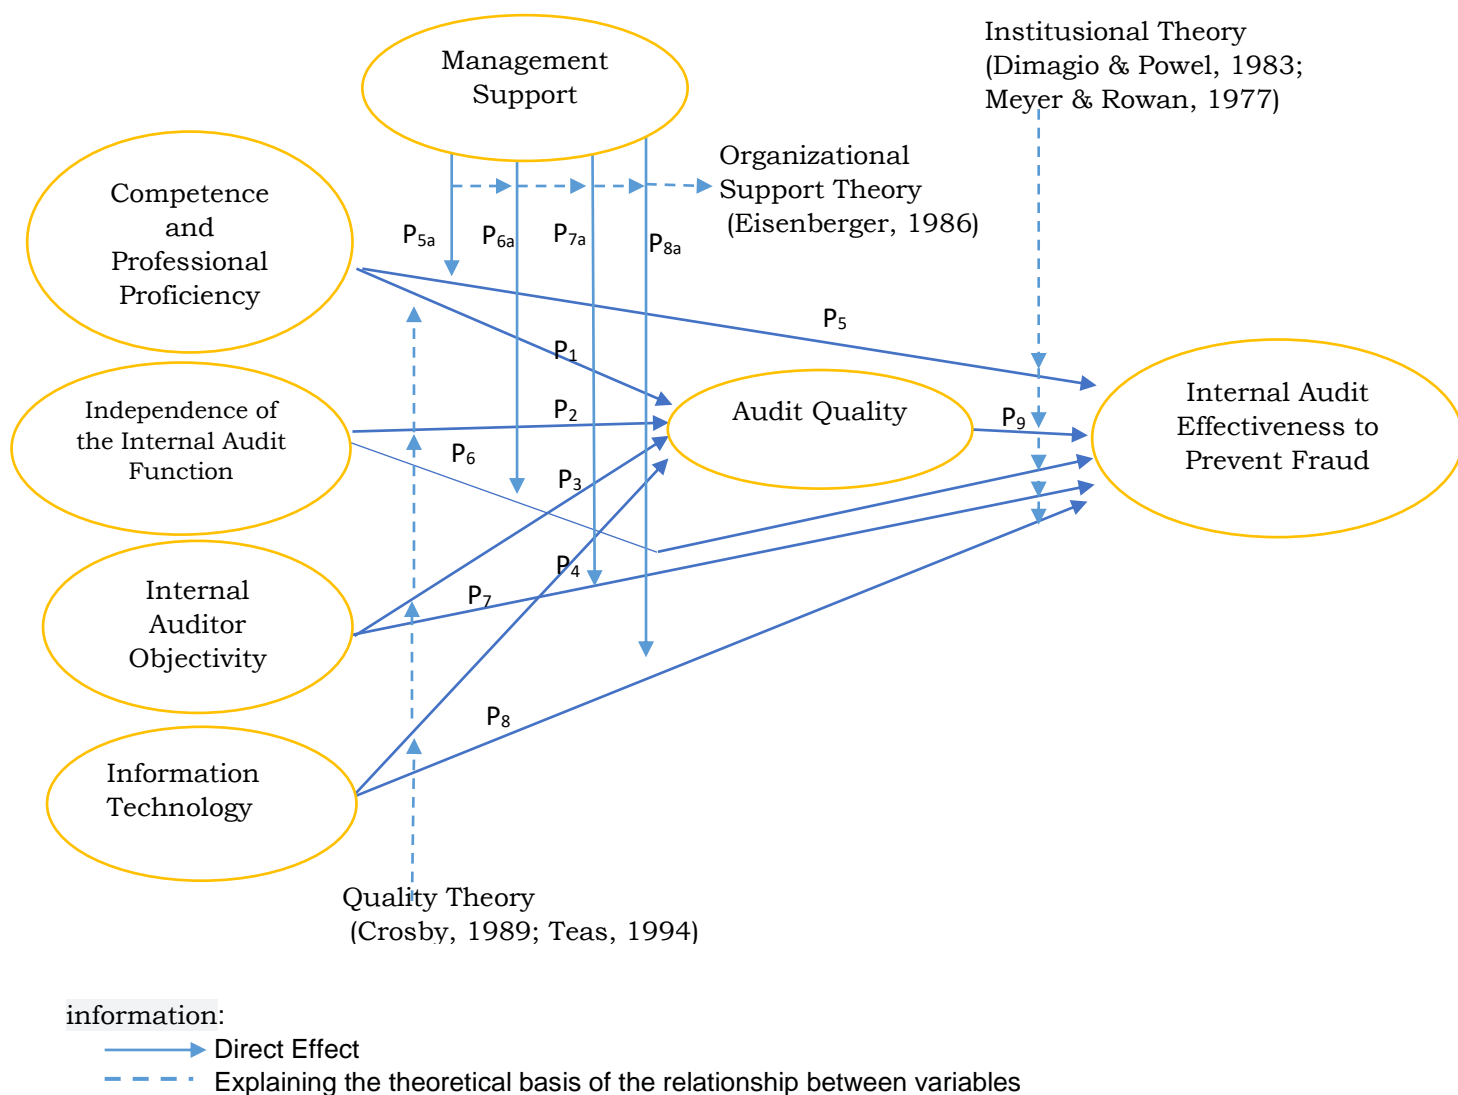 Management
Support
Institusional Theory
(Dimagio & Powel, 1983;
Meyer & Rowan, 1977)
Organizational
Support Theory
(Eisenberger, 1986)
Competence
and
Professional
Proficiency
P5a
P6a
P7a
P8a
P5
P1
Independence of
the Internal Audit
Function
P2
P6
P3
Audit Quality
P9
Internal Audit
Effectiveness to
Prevent Fraud
Internal
Auditor
Objectivity
P4
P7
P8
Information
Technology
Quality Theory
(Crosby, 1989; Teas, 1994)
information:
Direct Effect
Explaining the theoretical basis of the relationship between variables